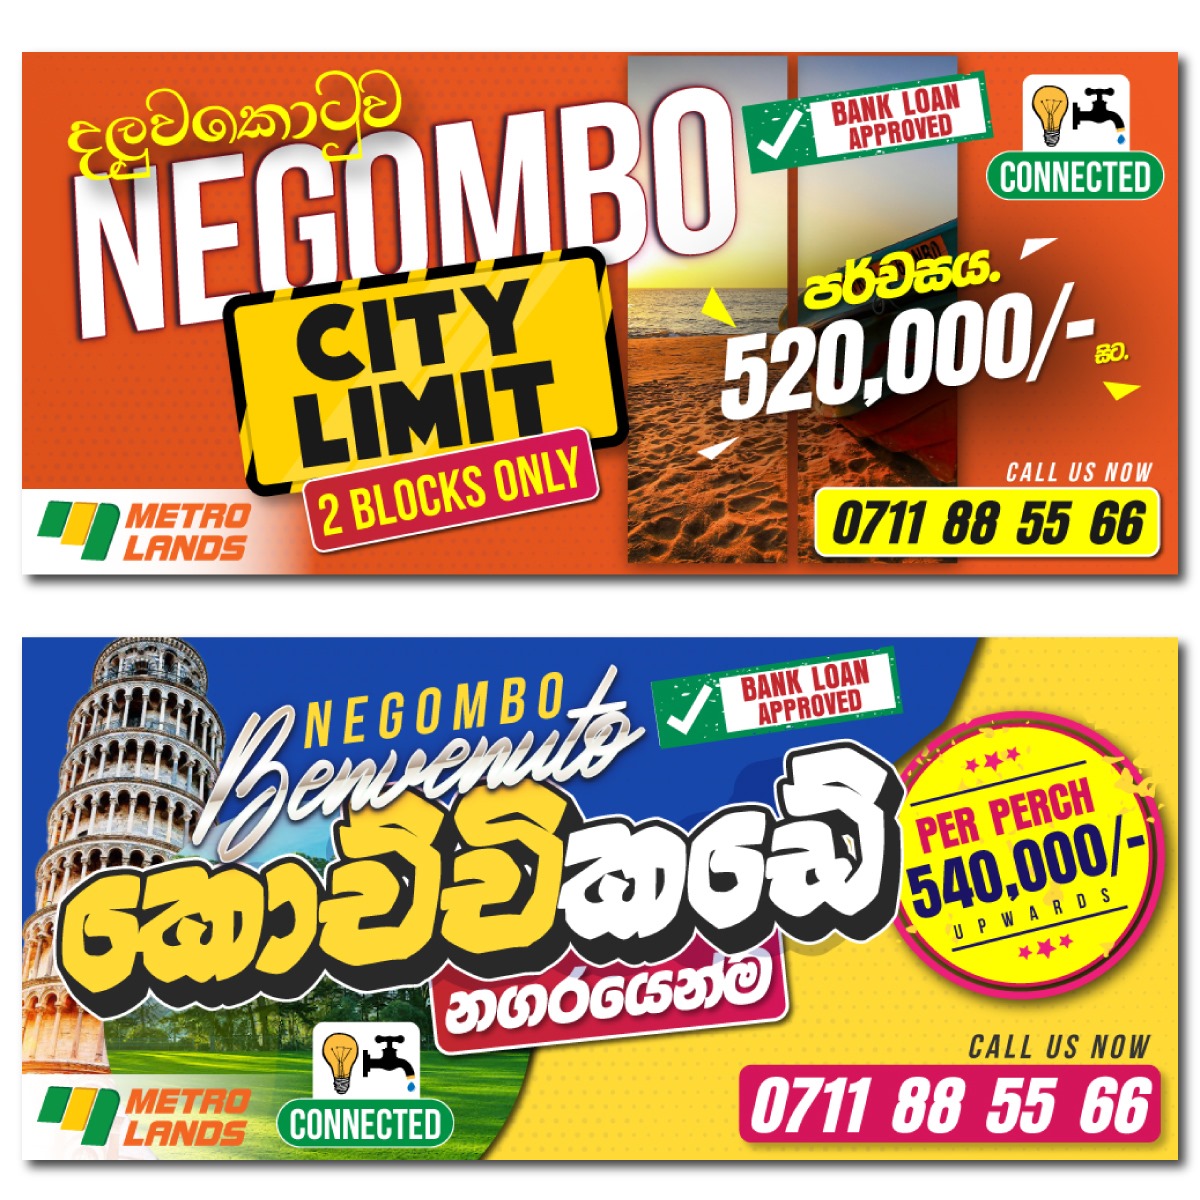 දලුවකොටුව
NEGOMBO
CITY
LIMIT
2 BLOCKS ONLY
BANK LOAN
APPROVED
CONNECTED
පර්චසය.
520,000/-
සිට.
CALL US NOW
0711 88 55 66
METRO
LANDS
NEGOMBO
Benvenuto
කොච්චිකඩේ
නගරයෙන්ම
BANK LOAN
APPROVED
PER PERCH
540,000/-
UPWARDS
CONNECTED
CALL US NOW
0711 88 55 66
METRO
LANDS